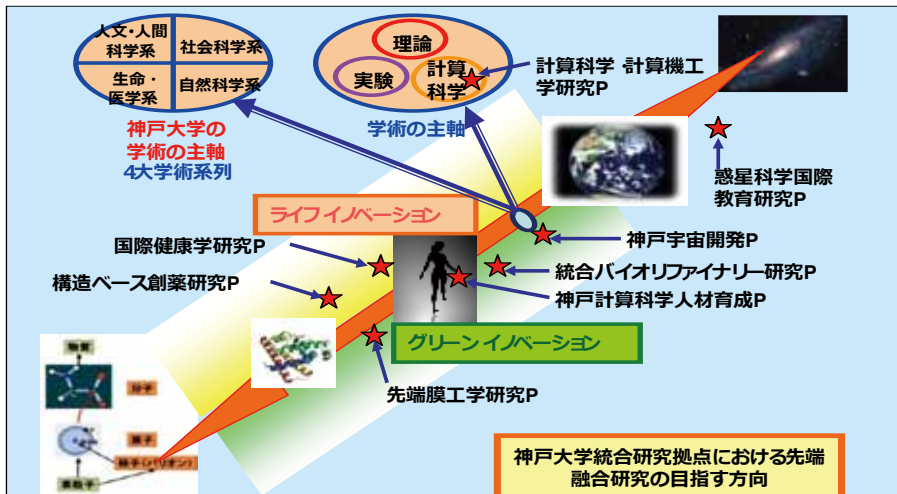 人文・人間
科学系
社会科学系
生命・
医学系
自然科学系
神戸大学の
学術の主軸
4大学術系列
理論
実験
計算
科学
学術の主軸
計算科学・計算機工
学研究P
惑星科学国際
教育研究P
ライフイノベーション
国際健康学研究P
構造ベース創薬研究P
神戸宇宙開発P
統合バイオリファイナリー研究P
神戸計算科学人材育成P
グリーンイノベーション
先端膜工学研究P
物質
分子
原子
核子(バリオン)
素粒子
神戸大学統合研究拠点における先端
融合研究の目指す方向